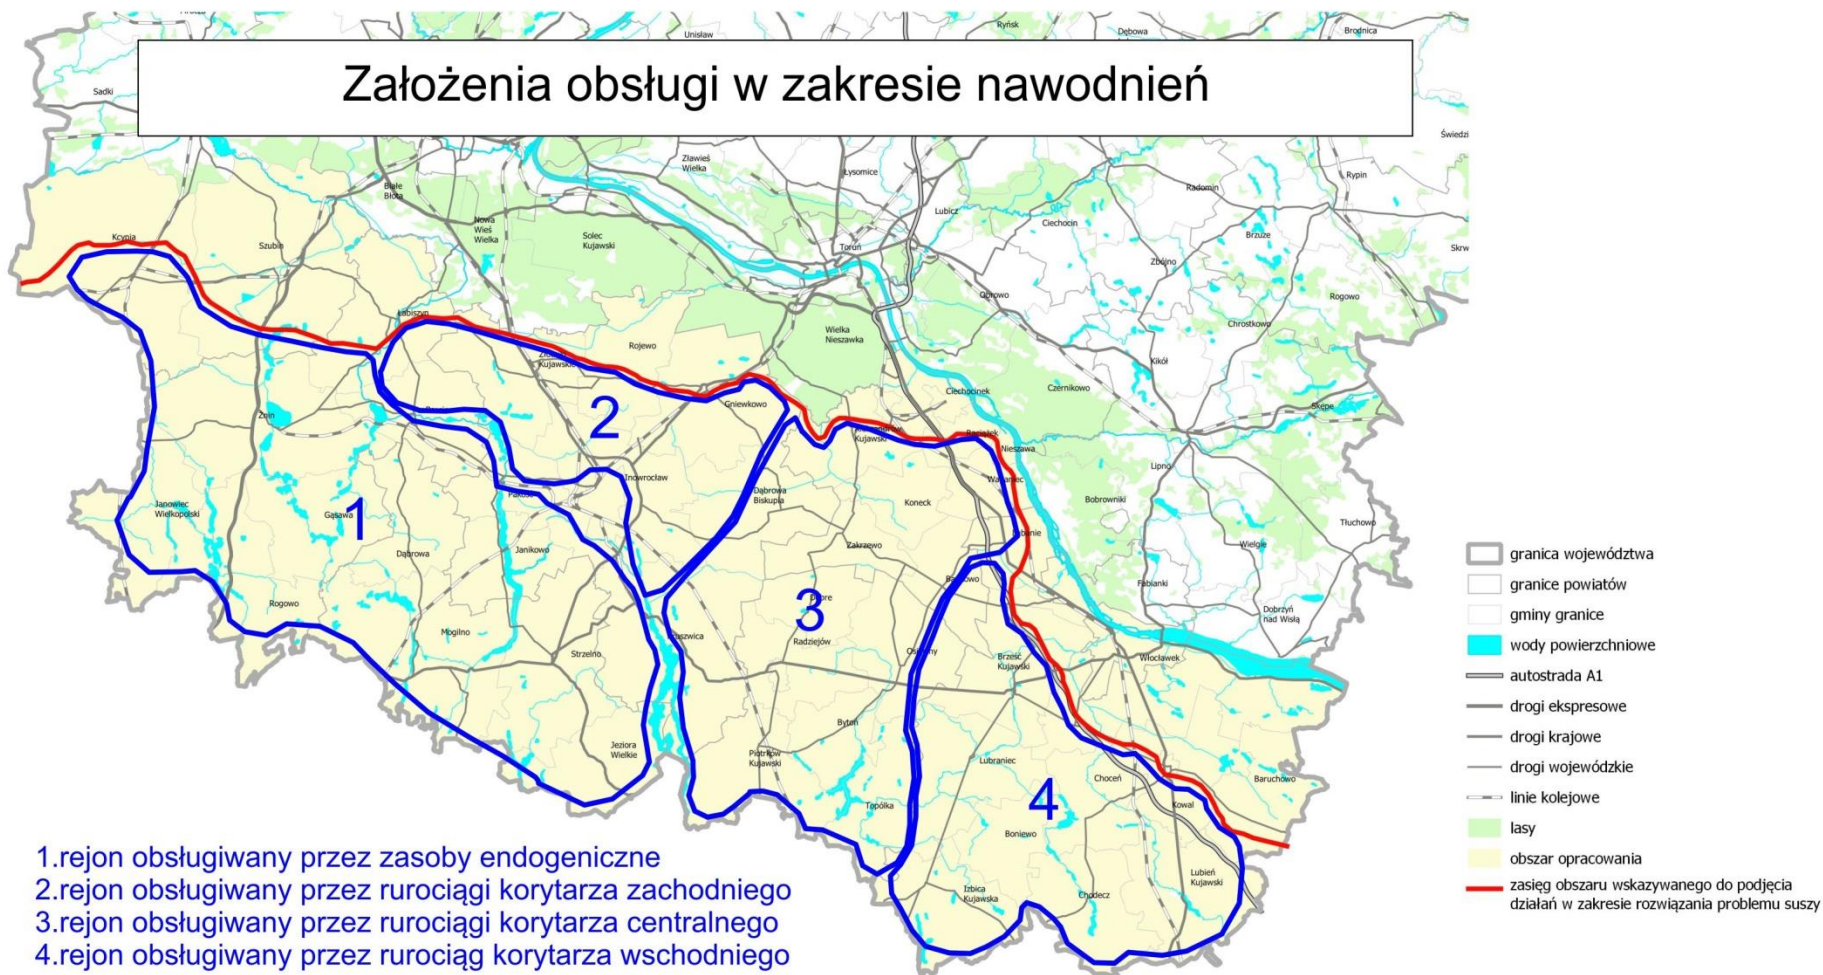 Unisław
Ryńsk
Dębowa
Brodnica
Założenia obsługi w zakresie nawodnień
Sadki
Świedzi
Zławieś
Wielka
Łysomice
Rypin
Białe
Błota
Radomin
Nowa
Wieś
Wielka
Solec
Kujawski
Lubicz
Ciechocin
Brzuze
Kcynia
Szubin
Toruń
Skrw
Zbójno
Obrowo
Rogowo
Łabiszyn
Chrostkowo
Wielka
Nieszawka
Rojewo
Kujawskie
Kikół
Ciechocinek
Czernikowo
Żnin
2
Gniewkowo
Skępe
Kujawski
Raciążek
Nieszawa
Lipno
Inowrocław
Janowiec
Wielkopolski
1
Gąsawa
Dąbrowa
Biskupia
Koneck
Bobrowniki
Tłuchowo
Dąbrowa
Janikowo
Zakrzewo
Wielgie
granica województwa
Fabianki
granice powiatów
Rogowo
3
Dobrzyń
nad Wisłą
gminy granice
Mogilno
Radziejów
Strzelno
wody powierzchniowe
Brześć
Kujawski
Włocławek
autostrada A1
drogi ekspresowe
Bytoń
Jeziora
Wielkie
Piotrków
Kujawski
drogi krajowe
Lubraniec
Choceń
Baruchowo
drogi wojewódzkie
Topólka
4
Kowal
linie kolejowe
Boniewo
lasy
1.rejon obsługiwany przez zasoby endogeniczne
obszar opracowania
2.rejon obsługiwany przez rurociągi korytarza zachodniego
Izbica
Kujawska
Chodecz
Lubień
Kujawski
zasięg obszaru wskazywanego do podjęcia
działań w zakresie rozwiązania problemu suszy
3.rejon obsługiwany przez rurociągi korytarza centralnego
4.rejon obsługiwany przez rurociąg korytarza wschodniego